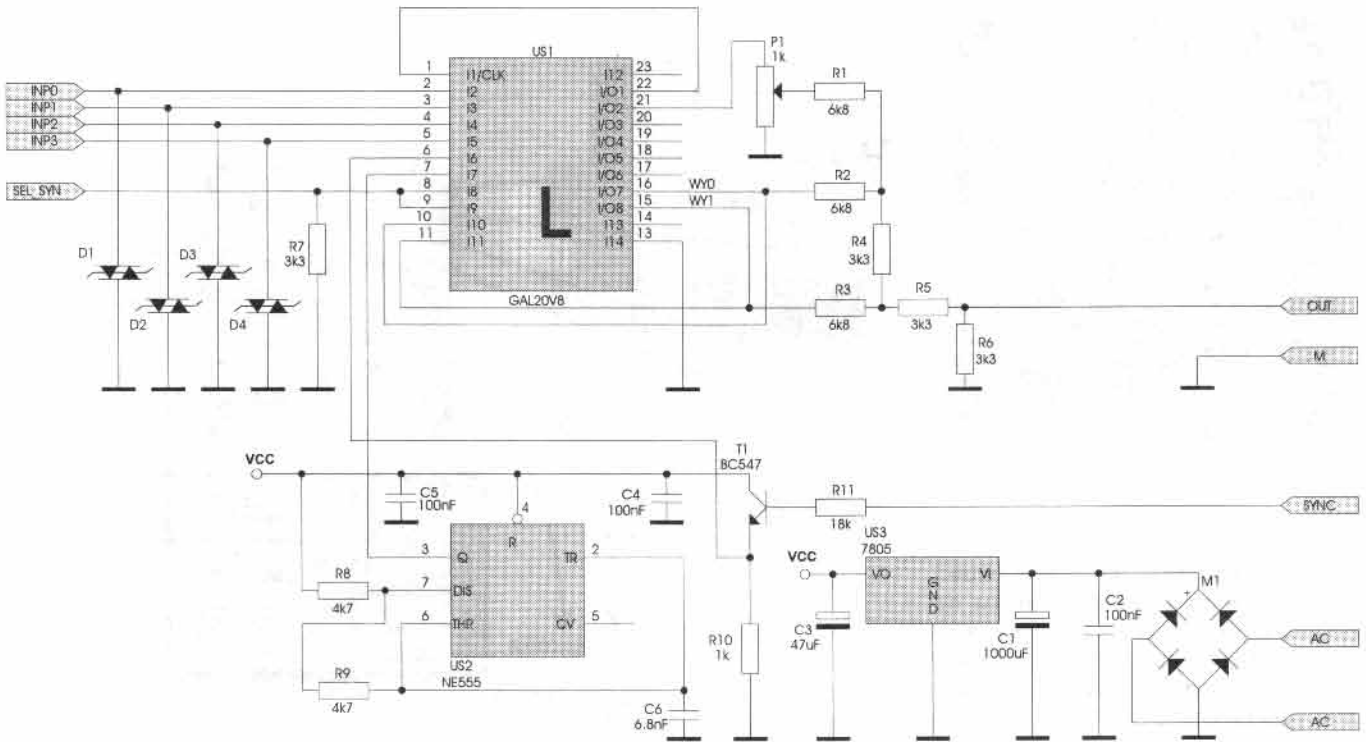 US1
P1
1k
1 I1/CLK I12 23
INP0 2 I2 I/O1 22
INP1 3 I3 I/O2 21
INP2 4 I4 I/O3 20
INP3 5 I5 I/O4 19
6 I6 I/O5 18
7 I7 I/O6 17
SEL_SYN 8 I8 I/O7 16 WY0
9 I9 I/O8 15 WY1
10 I10 I13 14
11 I11 I14 13
L
GAL20V8
R1
6k8
R2
6k8
R4
3k3
R3
6k8
R5
3k3
R6
3k3
OUT
M
D1
D3
D2
D4
R7
3k3
VCC
C5
100nF
4
C4
100nF
T1
BC547
R11
18k
SYNC
R
3 Q TR 2
7 DIS
6 THR CV 5
US2
NE555
R8
4k7
R9
4k7
C6
6.8nF
R10
1k
US3
7805
VCC
VO GND VI
C3
47uF
C1
1000uF
C2
100nF
M1
+
AC
AC